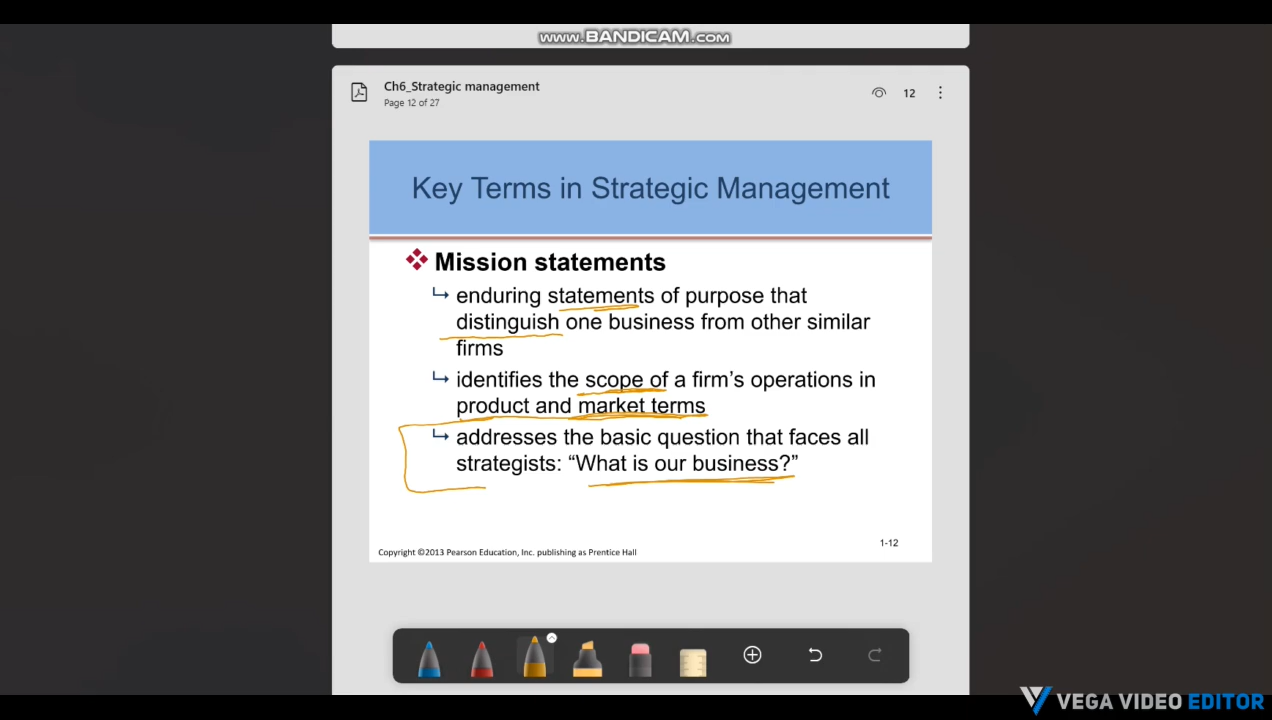 www.BANDICAM.com
Ch6_Strategic management
Page 12 of 27
12
Key Terms in Strategic Management
Mission statements
enduring statements of purpose that
distinguish one business from other similar
firms
identifies the scope of a firm’s operations in
product and market terms
addresses the basic question that faces all
strategists: “What is our business?”
1-12
Copyright ©2013 Pearson Education, Inc. publishing as Prentice Hall
VEGA VIDEO EDITOR